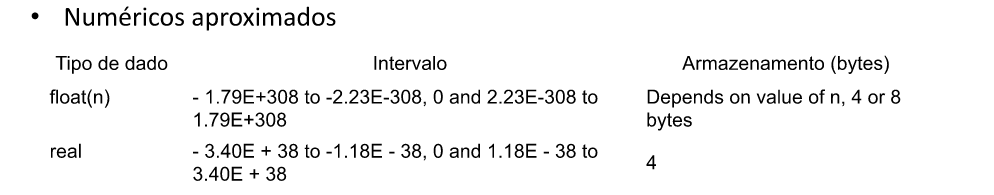 • Numéricos aproximados
Tipo de dado Intervalo Armazenamento (bytes)
float(n) - 1.79E+308 to -2.23E-308, 0 and 2.23E-308 to Depends on value of n, 4 or 8
1.79E+308 bytes
real - 3.40E + 38 to -1.18E - 38, 0 and 1.18E - 38 to
3.40E + 38 4